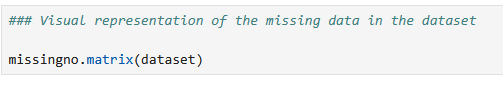 ### Visual representation of the missing data in the dataset
missingno.matrix(dataset)